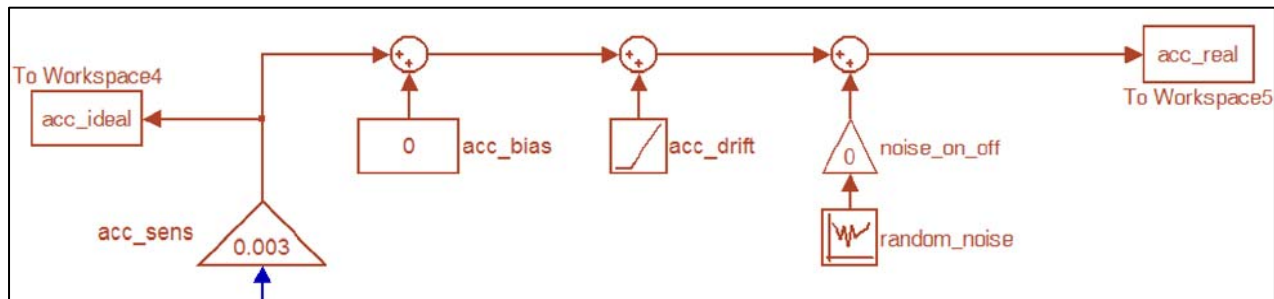 To Workspace4
acc_ideal
acc_sens
0.003
+
+
0
acc_bias
+
+
acc_drift
+
+
0
noise_on_off
random_noise
acc_real
To Workspace5